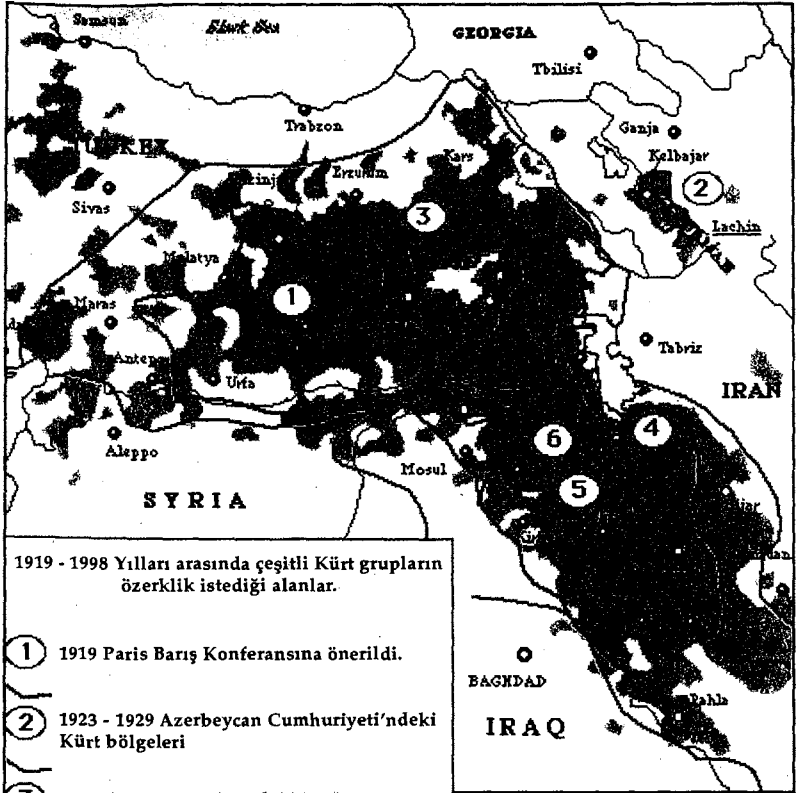 Samsun
Black Sea
GEORGIA
Tbilisi
Trabzon
Ganja
Kelbajar
Kars
2
Erzurum
Sivas
3
Lachin
Malatya
1
Maras
Tabriz
Urfa
IRAN
Aleppo
6
4
Mosul
5
SYRIA
1919 - 1998 Yılları arasında çeşitli Kürt grupların
özerklik istediği alanlar.
1 1919 Paris Barış Konferansına önerildi.
BAGHDAD
2 1923 - 1929 Azerbeycan Cumhuriyeti'ndeki
Kürt bölgeleri
IRAQ
Pahla
3